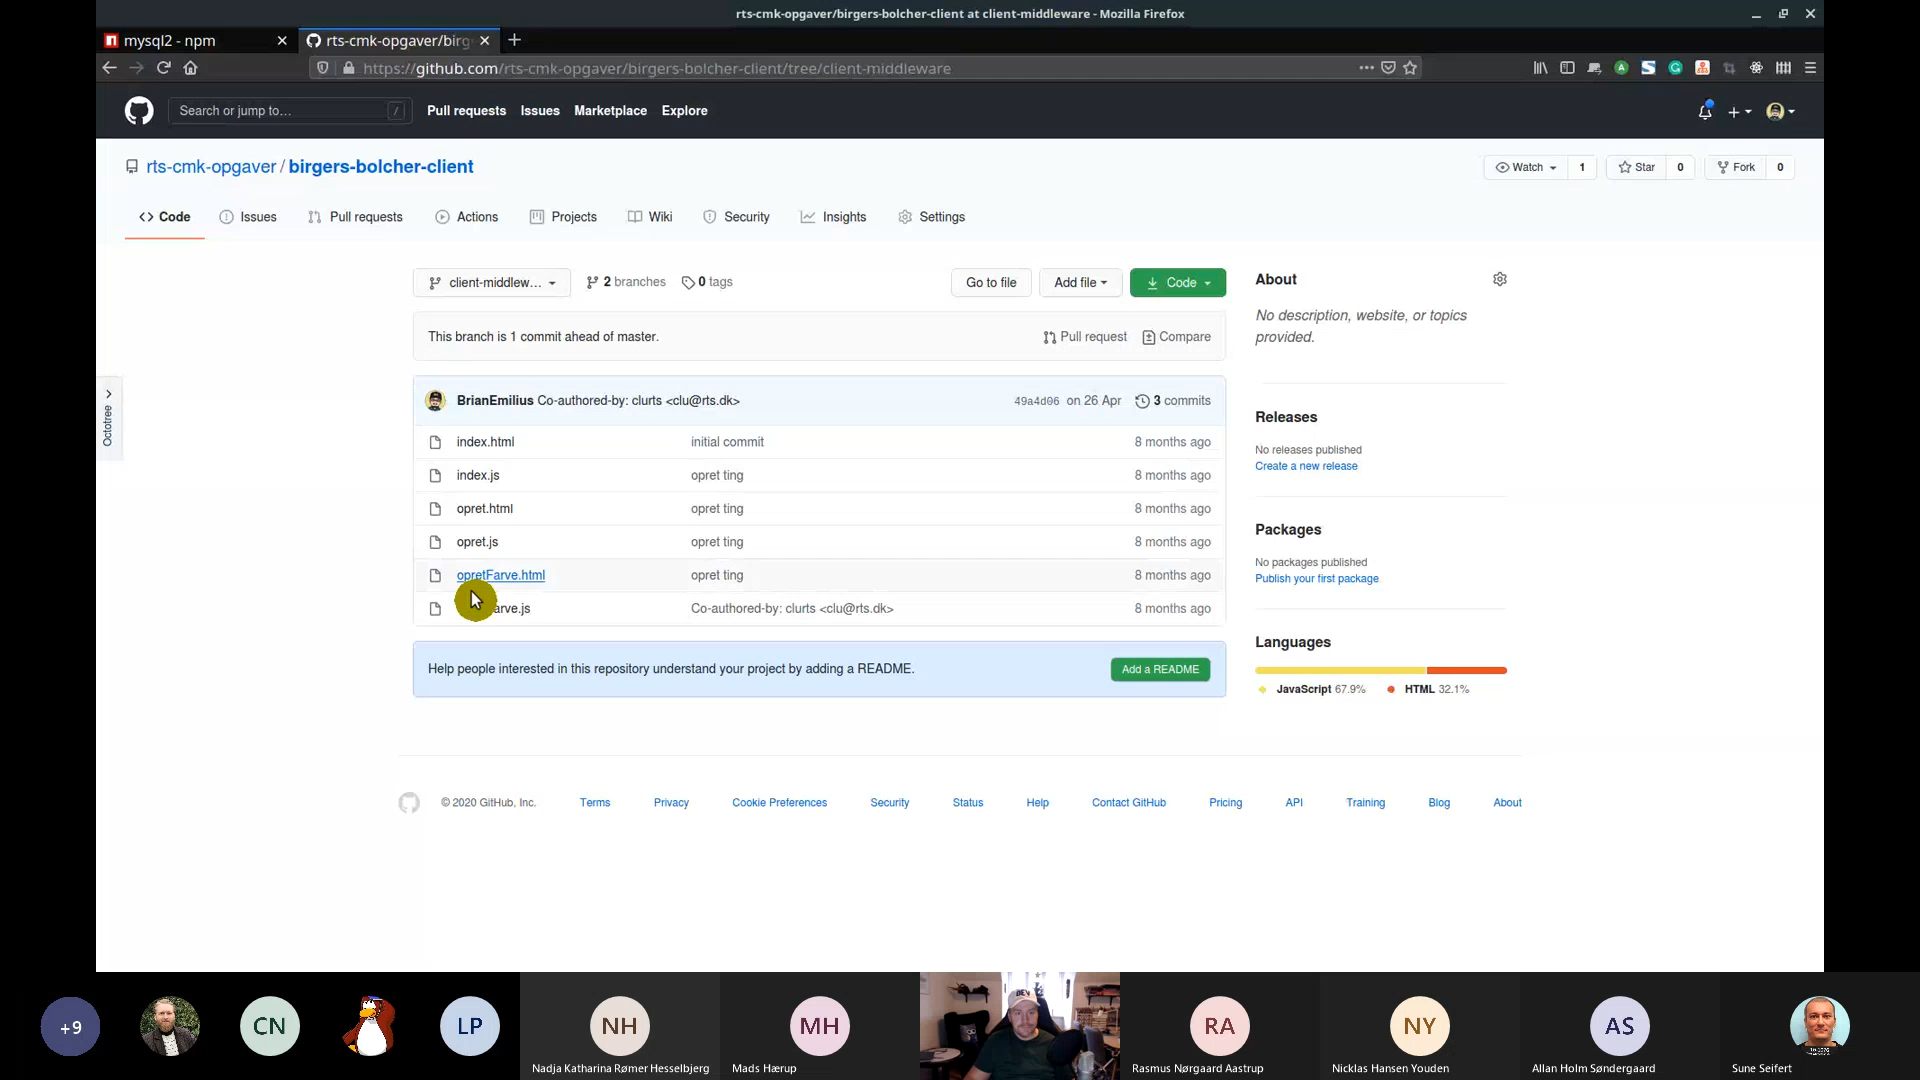 rts-cmk-opgaver/birgers-bolcher-client at client-middleware - Mozilla Firefox
mysql2 - npm
rts-cmk-opgaver/birg
https://github.com/rts-cmk-opgaver/birgers-bolcher-client/tree/client-middleware
Search or jump to…
/
Pull requests
Issues
Marketplace
Explore
rts-cmk-opgaver / birgers-bolcher-client
Watch
1
Star
0
Fork
0
Code
Issues
Pull requests
Actions
Projects
Wiki
Security
Insights
Settings
client-middlew…
2 branches
0 tags
Go to file
Add file
Code
This branch is 1 commit ahead of master.
Pull request
Compare
BrianEmilius Co-authored-by: clurts <clu@rts.dk>
49a4d06 on 26 Apr
3 commits
index.html initial commit 8 months ago
index.js opret ting 8 months ago
opret.html opret ting 8 months ago
opret.js opret ting 8 months ago
opretFarve.html opret ting 8 months ago
arve.js Co-authored-by: clurts <clu@rts.dk> 8 months ago
Help people interested in this repository understand your project by adding a README.
Add a README
About
No description, website, or topics
provided.
Releases
No releases published
Create a new release
Packages
No packages published
Publish your first package
Languages
JavaScript 67.9%
HTML 32.1%
Octotree
© 2020 GitHub, Inc.
Terms
Privacy
Cookie Preferences
Security
Status
Help
Contact GitHub
Pricing
API
Training
Blog
About
+9
CN
LP
NH
Nadja Katharina Rømer Hesselbjerg
MH
Mads Hærup
DEV
RA
Rasmus Nørgaard Aastrup
NY
Nicklas Hansen Youden
AS
Allan Holm Søndergaard
Sune Seifert